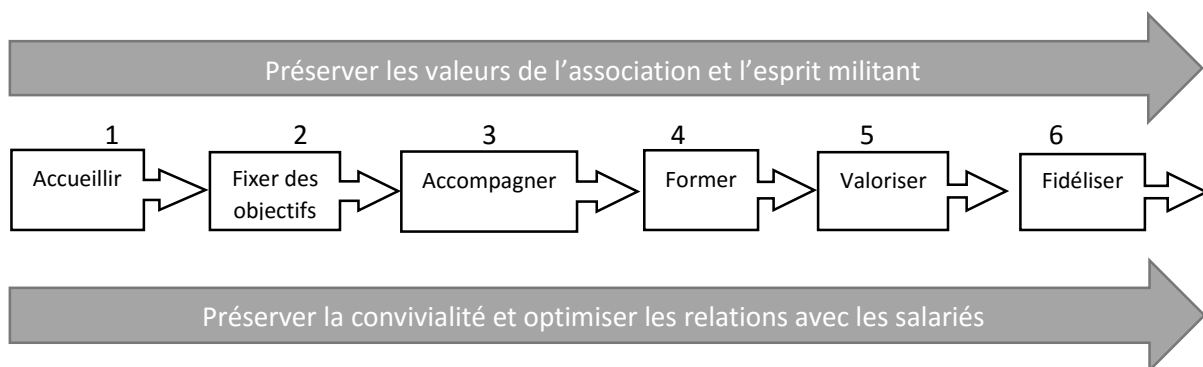 Préserver les valeurs de l’association et l’esprit militant
1 2 3 4 5 6
Accueillir
Fixer des
objectifs
Accompagner
Former
Valoriser
Fidéliser
Préserver la convivialité et optimiser les relations avec les salariés